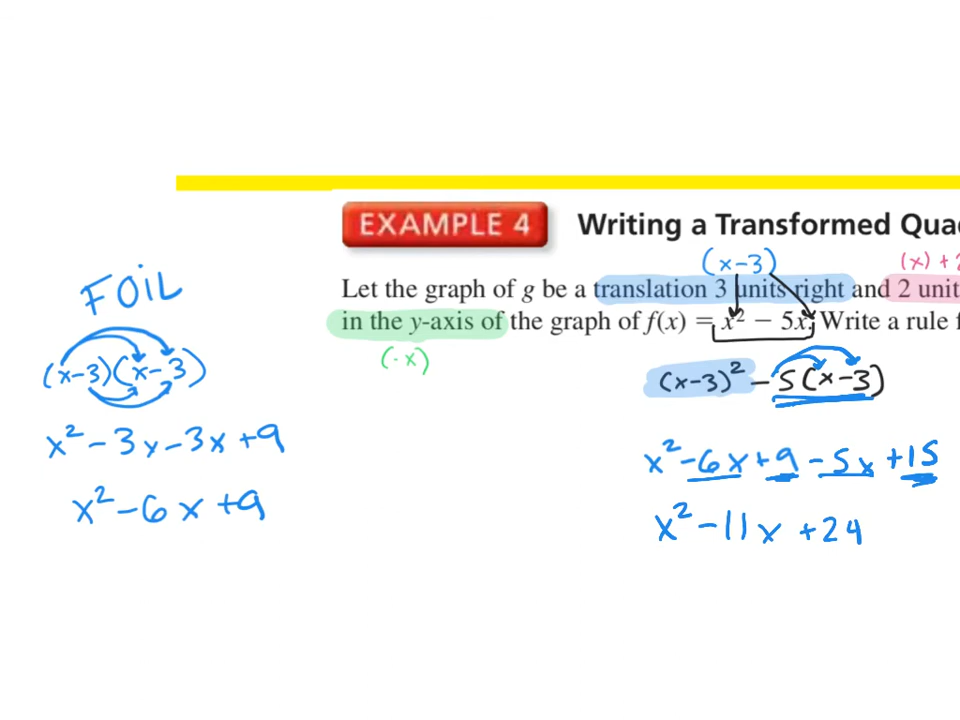 EXAMPLE 4 Writing a Transformed Qua
(x-3) (x) + 2
Let the graph of g be a translation 3 units right and 2 unit
in the y-axis of the graph of f(x) = x² − 5x. Write a rule f
(-x)
FOiL
(x-3)(x-3)
x² - 3x - 3x + 9
x² - 6x + 9
(x-3)² - 5(x-3)
x² - 6x + 9 - 5x + 15
x² - 11x + 24